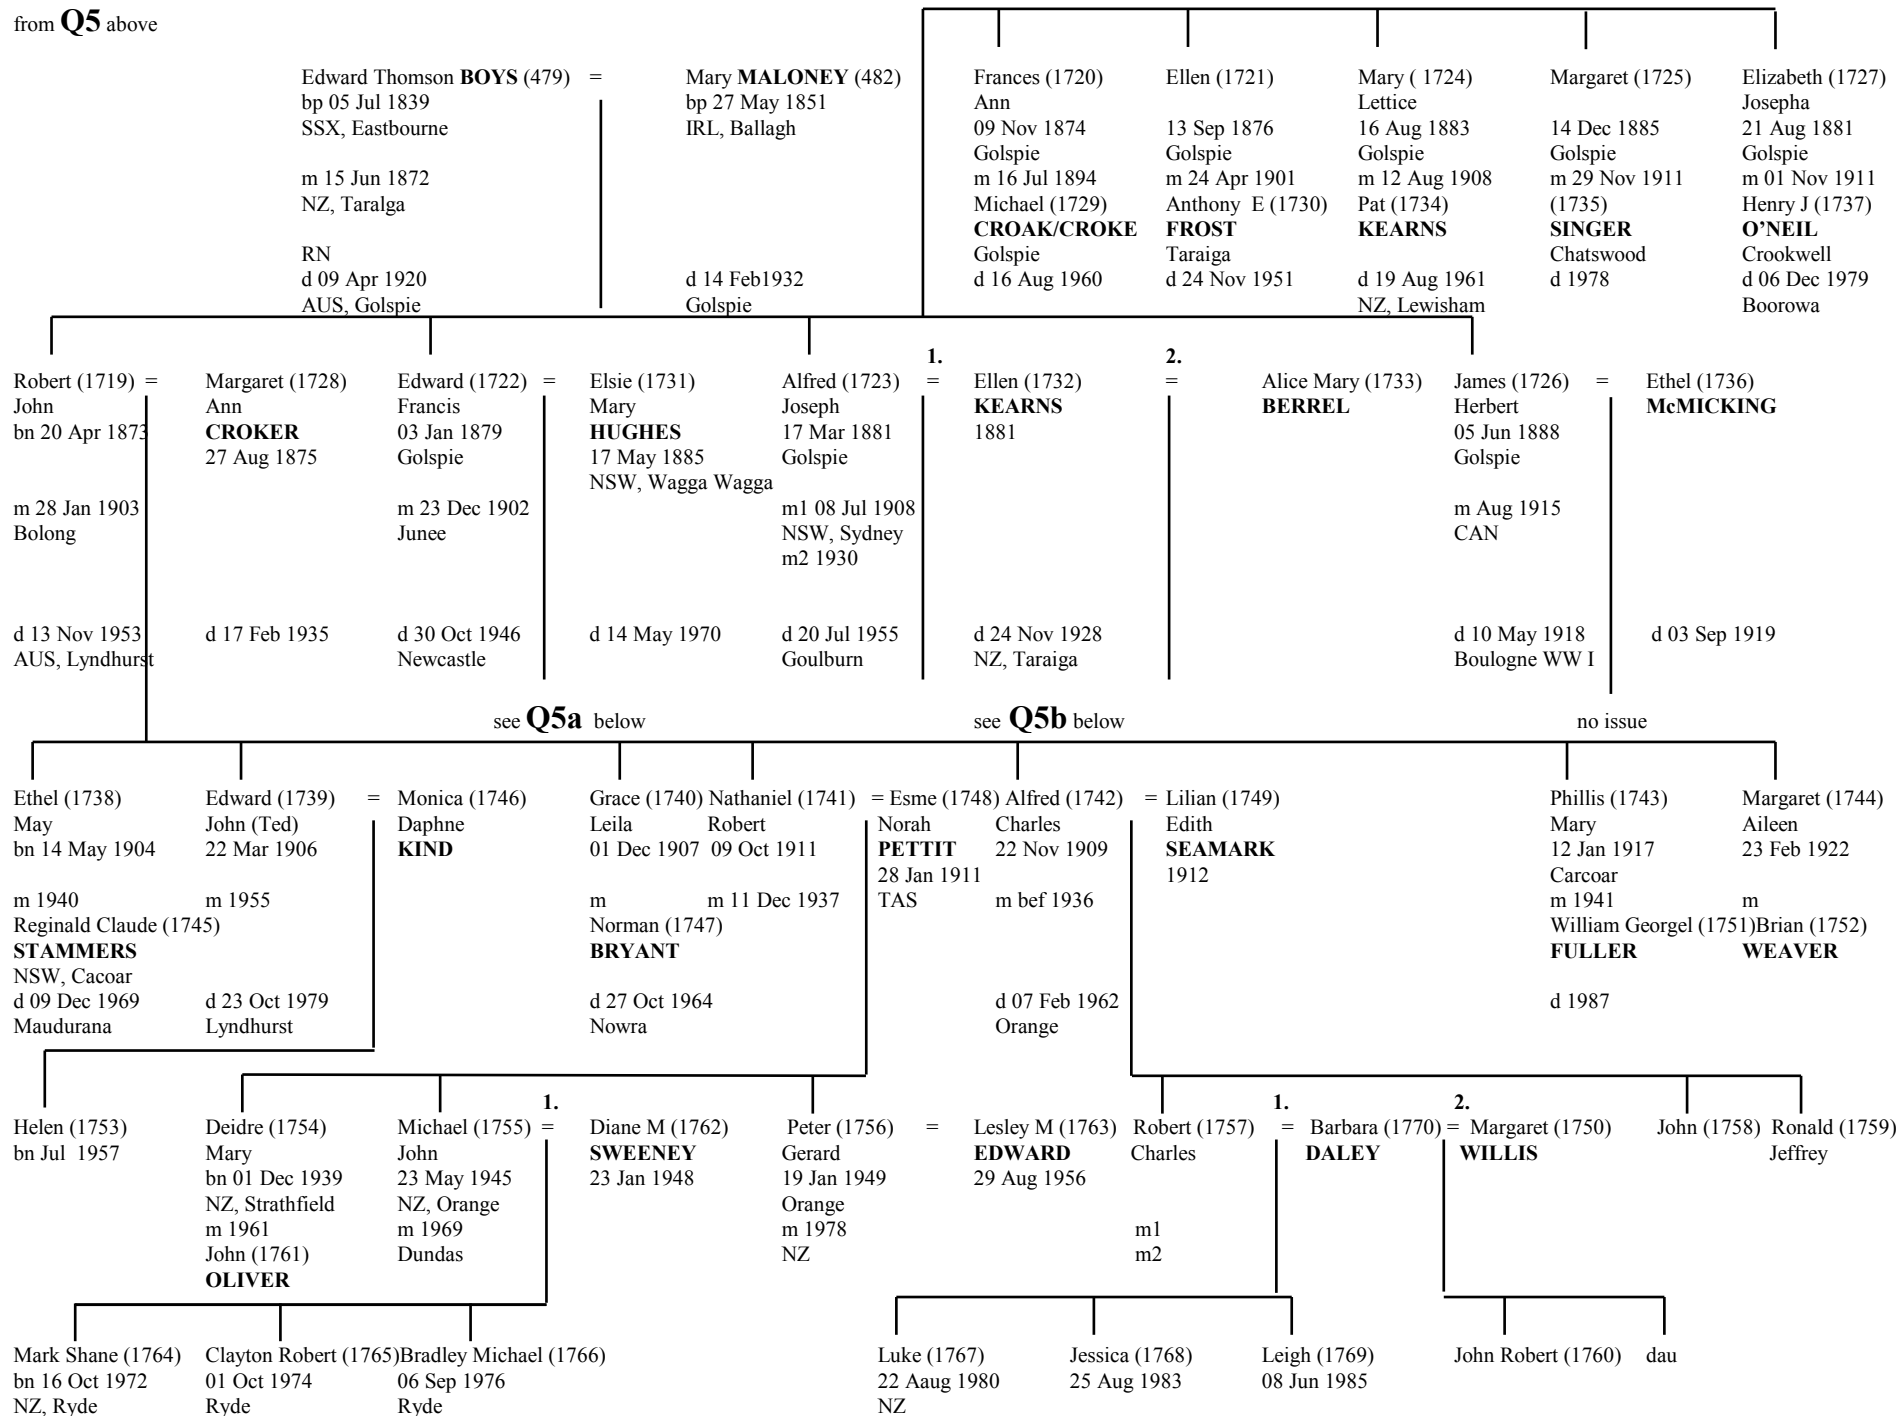 from Q5 above
Edward Thomson BOYS (479) =
bp 05 Jul 1839
SSX, Eastbourne
m 15 Jun 1872
NZ, Taralga
RN
d 09 Apr 1920
AUS, Golspie
Mary MALONEY (482)
bp 27 May 1851
IRL, Ballagh
d 14 Feb1932
Golspie
Frances (1720)
Ann
09 Nov 1874
Golspie
m 16 Jul 1894
Michael (1729)
CROAK/CROKE
Golspie
d 16 Aug 1960
Ellen (1721)
13 Sep 1876
Golspie
m 24 Apr 1901
Anthony E (1730)
FROST
Taraiga
d 24 Nov 1951
Mary ( 1724)
Lettice
16 Aug 1883
Golspie
m 12 Aug 1908
Pat (1734)
KEARNS
d 19 Aug 1961
NZ, Lewisham
Margaret (1725)
14 Dec 1885
Golspie
m 29 Nov 1911
(1735)
SINGER
Chatswood
d 1978
Elizabeth (1727)
Josepha
21 Aug 1881
Golspie
m 01 Nov 1911
Henry J (1737)
O'NEIL
Crookwell
d 06 Dec 1979
Boorowa
Robert (1719) =
John
bn 20 Apr 1873
m 28 Jan 1903
Bolong
d 13 Nov 1953
AUS, Lyndhurst
Margaret (1728)
Ann
CROKER
27 Aug 1875
d 17 Feb 1935
Edward (1722) =
Francis
03 Jan 1879
Golspie
m 23 Dec 1902
Junee
d 30 Oct 1946
Newcastle
Elsie (1731)
Mary
HUGHES
17 May 1885
NSW, Wagga Wagga
d 14 May 1970
Alfred (1723)
Joseph
17 Mar 1881
Golspie
m1 08 Jul 1908
NSW, Sydney
m2 1930
d 20 Jul 1955
Goulburn
1.
=
Ellen (1732)
KEARNS
1881
d 24 Nov 1928
NZ, Taraiga
2.
=
Alice Mary (1733)
BERREL
James (1726) =
Herbert
05 Jun 1888
Golspie
m Aug 1915
CAN
d 10 May 1918
Boulogne WW I
Ethel (1736)
McMICKING
d 03 Sep 1919
see Q5a below
see Q5b below
no issue
Ethel (1738)
May
bn 14 May 1904
m 1940
Reginald Claude (1745)
STAMMERS
NSW, Cacoar
d 09 Dec 1969
Maudurana
Edward (1739) =
John (Ted)
22 Mar 1906
m 1955
d 23 Oct 1979
Lyndhurst
Monica (1746)
Daphne
KIND
Grace (1740)
Leila
01 Dec 1907
m
Norman (1747)
BRYANT
d 27 Oct 1964
Nowra
Nathaniel (1741) =
Robert
09 Oct 1911
m 11 Dec 1937
Esme (1748)
Norah
PETTIT
28 Jan 1911
TAS
Alfred (1742) =
Charles
22 Nov 1909
m bef 1936
d 07 Feb 1962
Orange
Lilian (1749)
Edith
SEAMARK
1912
Phillis (1743)
Mary
12 Jan 1917
Carcoar
m 1941
William Georgel (1751)
FULLER
d 1987
Margaret (1744)
Aileen
23 Feb 1922
m
Brian (1752)
WEAVER
Helen (1753)
bn Jul 1957
Deidre (1754)
Mary
bn 01 Dec 1939
NZ, Strathfield
m 1961
John (1761)
OLIVER
Michael (1755)
John
23 May 1945
NZ, Orange
m 1969
Dundas
1.
=
Diane M (1762)
SWEENEY
23 Jan 1948
Peter (1756) =
Gerard
19 Jan 1949
Orange
m 1978
NZ
Lesley M (1763)
EDWARD
29 Aug 1956
Robert (1757)
Charles
m1
m2
1.
=
Barbara (1770)
DALEY
2.
=
Margaret (1750)
WILLIS
John (1758)
Ronald (1759)
Jeffrey
Mark Shane (1764)
bn 16 Oct 1972
NZ, Ryde
Clayton Robert (1765)
01 Oct 1974
Ryde
Bradley Michael (1766)
06 Sep 1976
Ryde
Luke (1767)
22 Aaug 1980
NZ
Jessica (1768)
25 Aug 1983
Leigh (1769)
08 Jun 1985
John Robert (1760)
dau